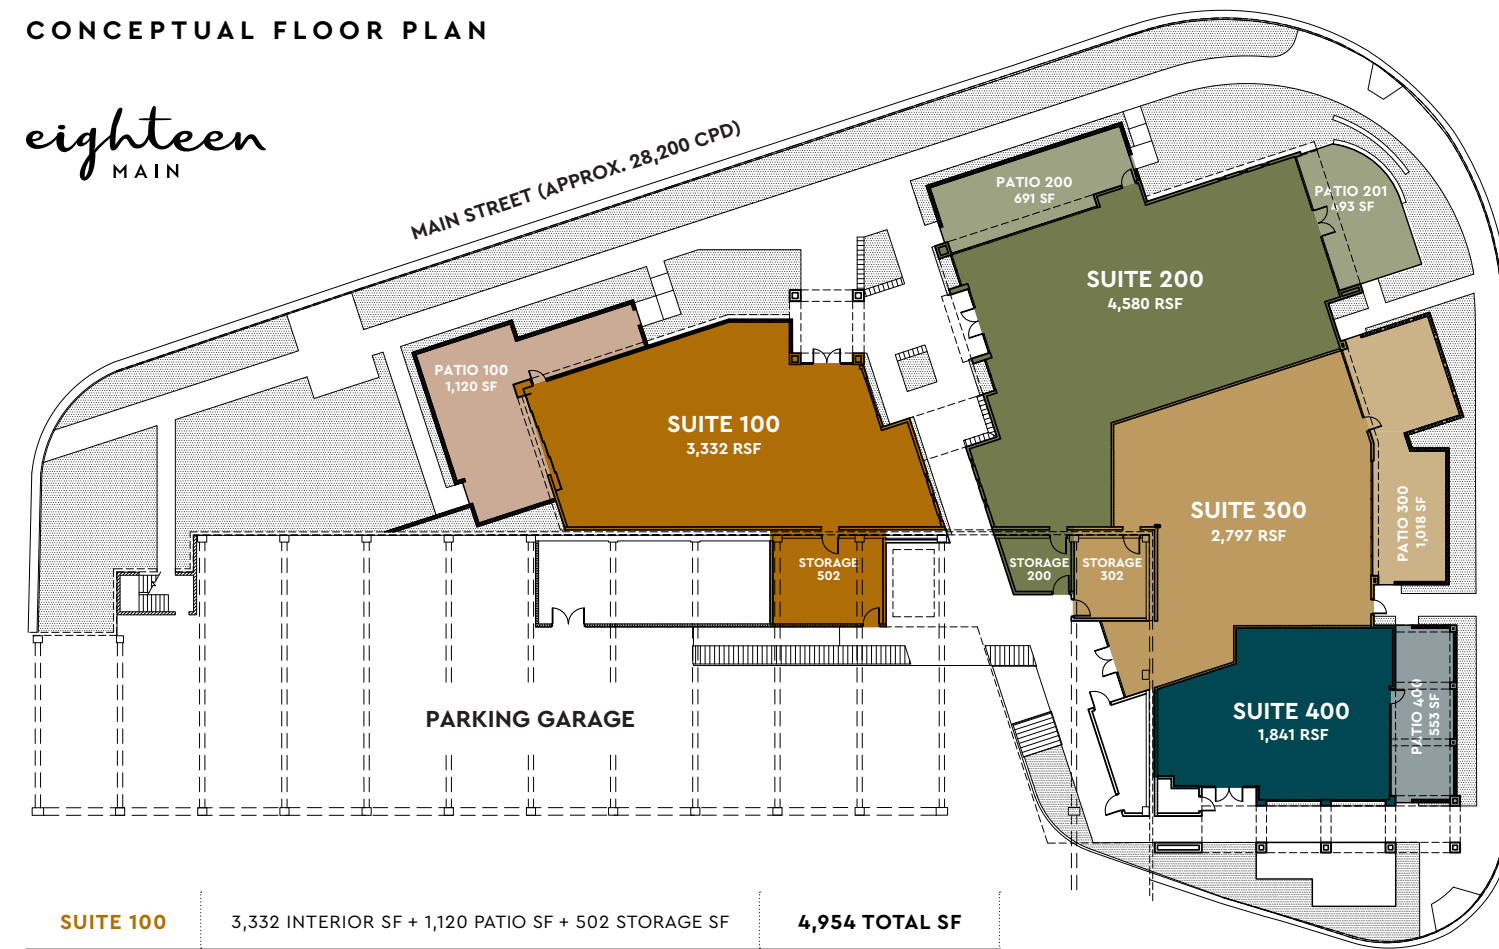 CONCEPTUAL FLOOR PLAN
eighteen
MAIN
MAIN STREET (APPROX. 28,200 CPD)
PATIO 200
691 SF
PATIO 201
493 SF
SUITE 200
4,580 RSF
PATIO 100
1,120 SF
SUITE 100
3,332 RSF
SUITE 300
2,797 RSF
PATIO 300
1,018 SF
STORAGE
502
STORAGE
200
STORAGE
302
SUITE 400
1,841 RSF
PATIO 400
553 SF
PARKING GARAGE
SUITE 100
3,332 INTERIOR SF + 1,120 PATIO SF + 502 STORAGE SF
4,954 TOTAL SF